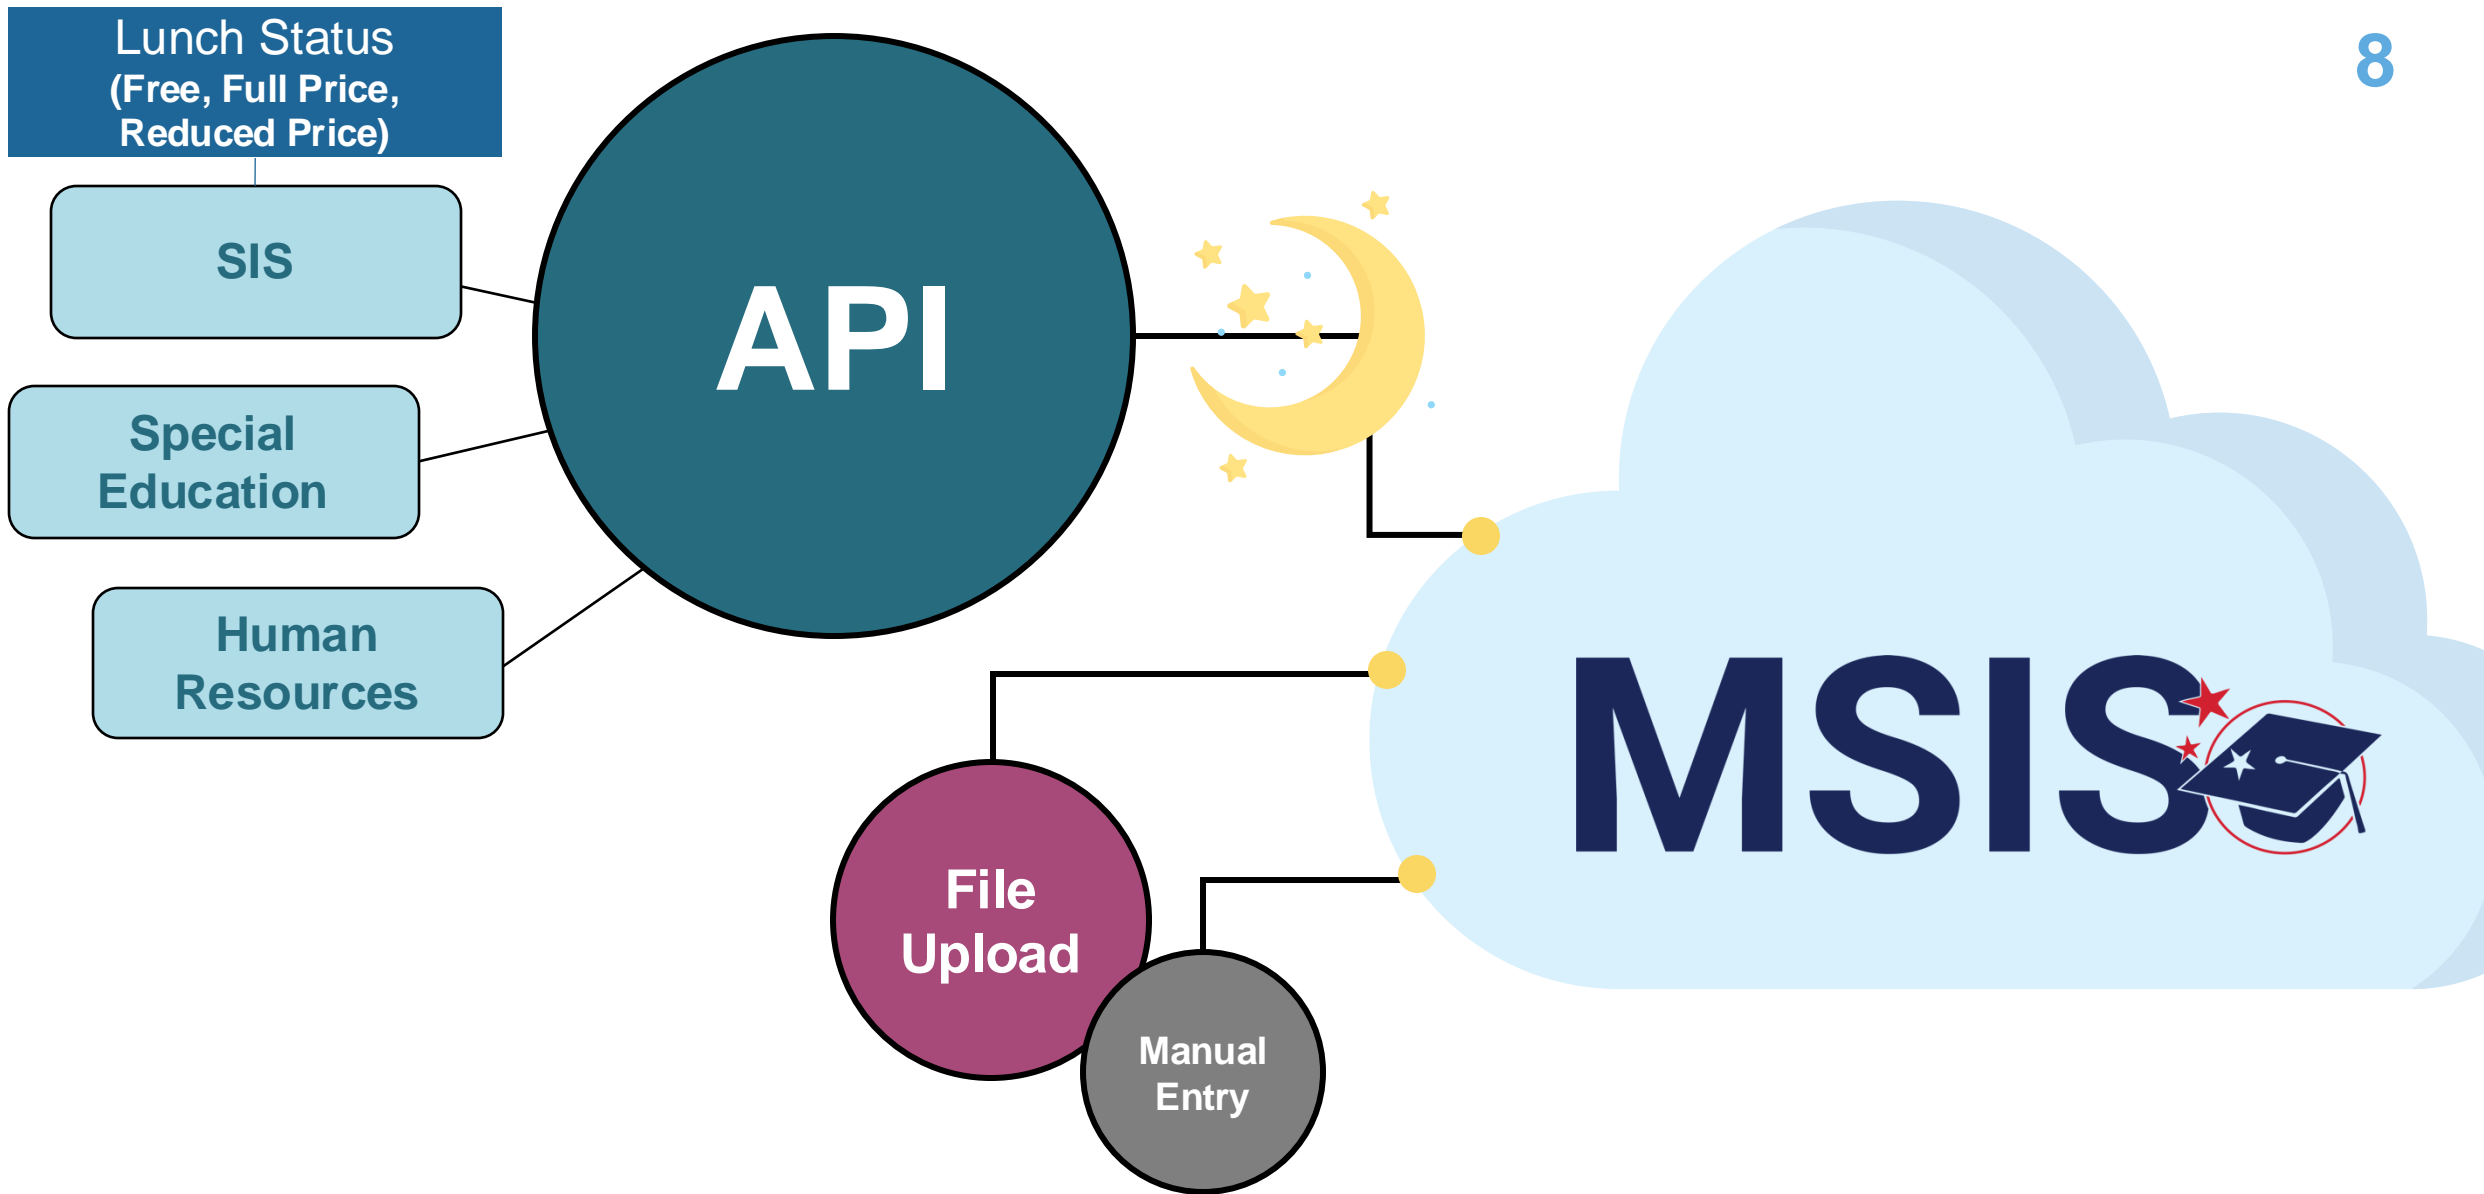 Lunch Status
(Free, Full Price,
Reduced Price)
8
SIS
API
Special
Education
Human
Resources
MSIS
File
Upload
Manual
Entry